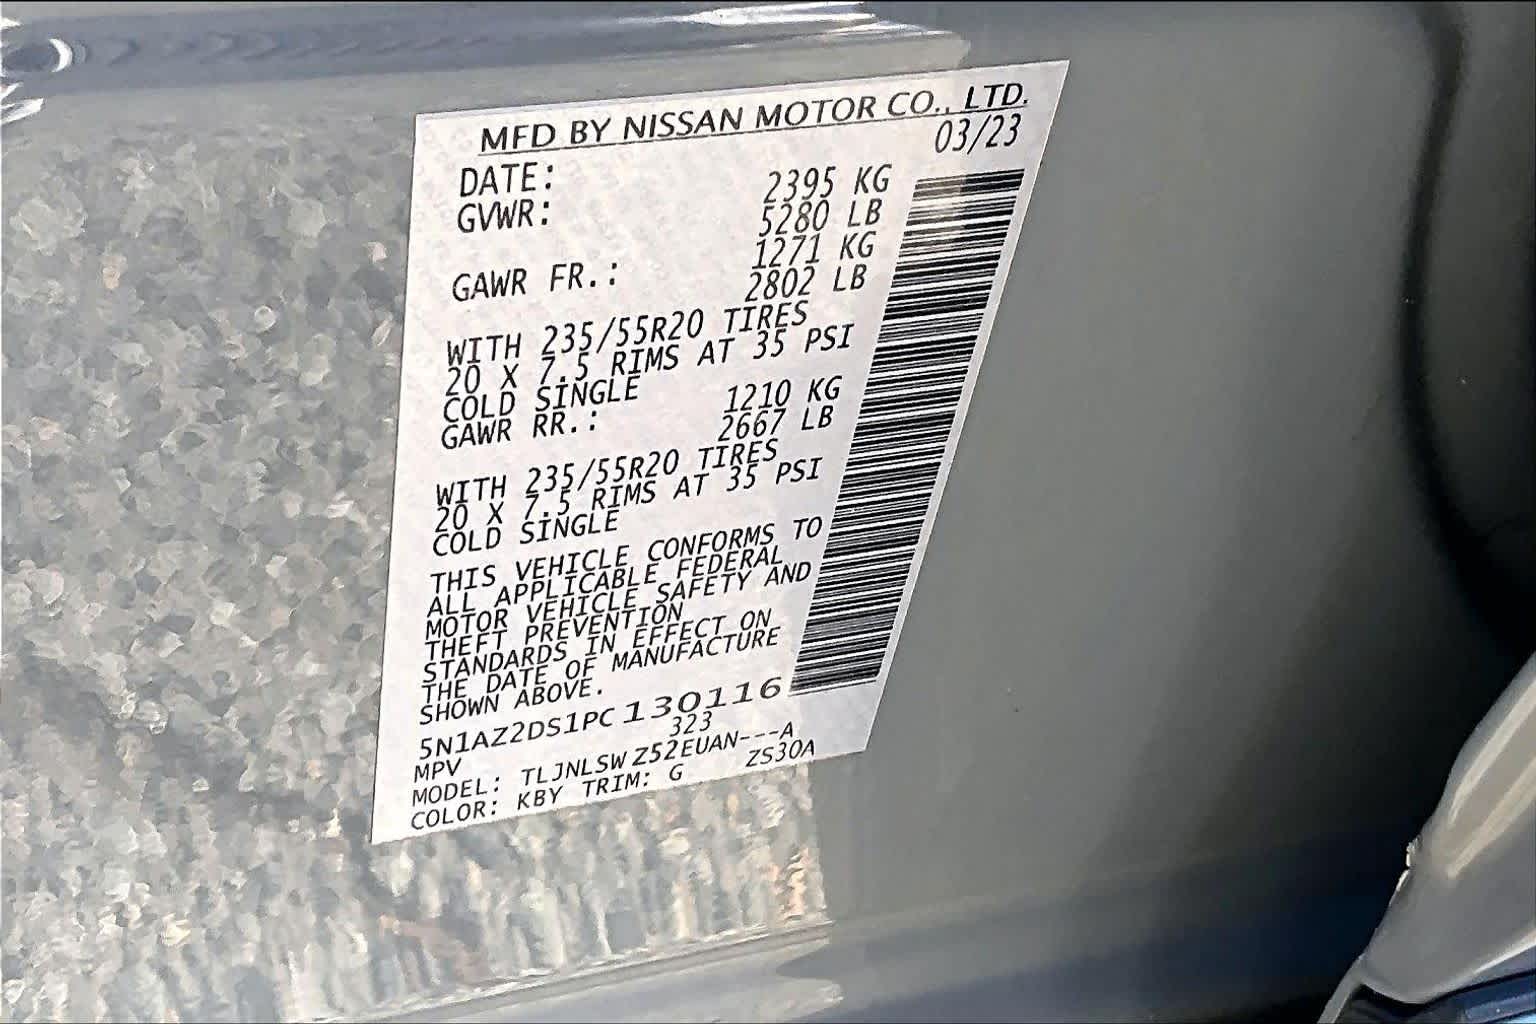 MFD BY NISSAN MOTOR CO., LTD.
DATE: 03/23
GVWR: 2395 KG
5280 LB
GAWR FR.: 1271 KG
2802 LB
WITH 235/55R20 TIRES
20 X 7.5 RIMS AT 35 PSI
COLD SINGLE
GAWR RR.: 1210 KG
2667 LB
WITH 235/55R20 TIRES
20 X 7.5 RIMS AT 35 PSI
COLD SINGLE
THIS VEHICLE CONFORMS TO
ALL APPLICABLE FEDERAL
MOTOR VEHICLE SAFETY AND
THEFT PREVENTION
STANDARDS IN EFFECT ON
THE DATE OF MANUFACTURE
SHOWN ABOVE.
5N1AZ2DS1PC130116
MPV 323
MODEL: TLJNLSWZ52EUAN---A
COLOR: KBY TRIM: G ZS30A